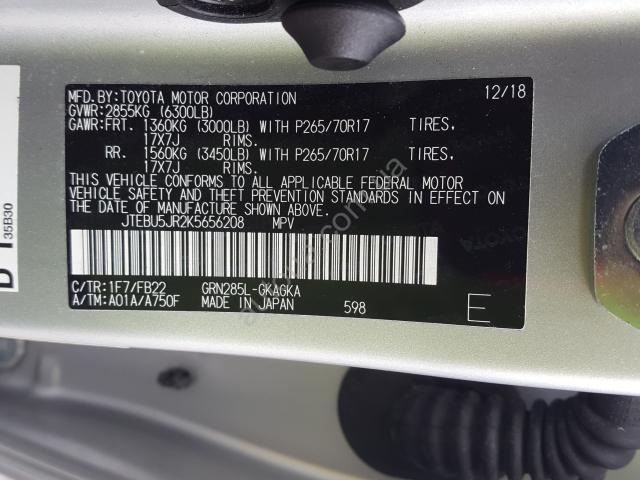 MFD.BY:TOYOTA MOTOR CORPORATION 12/18
GVWR:2855KG (6300LB)
GAWR:FRT. 1360KG (3000LB) WITH P265/70R17 TIRES,
17X7J RIMS.
RR. 1560KG (3450LB) WITH P265/70R17 TIRES,
17X7J RIMS.
THIS VEHICLE CONFORMS TO ALL APPLICABLE FEDERAL MOTOR
VEHICLE SAFETY AND THEFT PREVENTION STANDARDS IN EFFECT ON
THE DATE OF MANUFACTURE SHOWN ABOVE.
JTEBU5JR2K5656208 MPV
C/TR:1F7/FB22 GRN285L-GKAGKA
A/TM:A01A/A750F MADE IN JAPAN 598 E
35B30